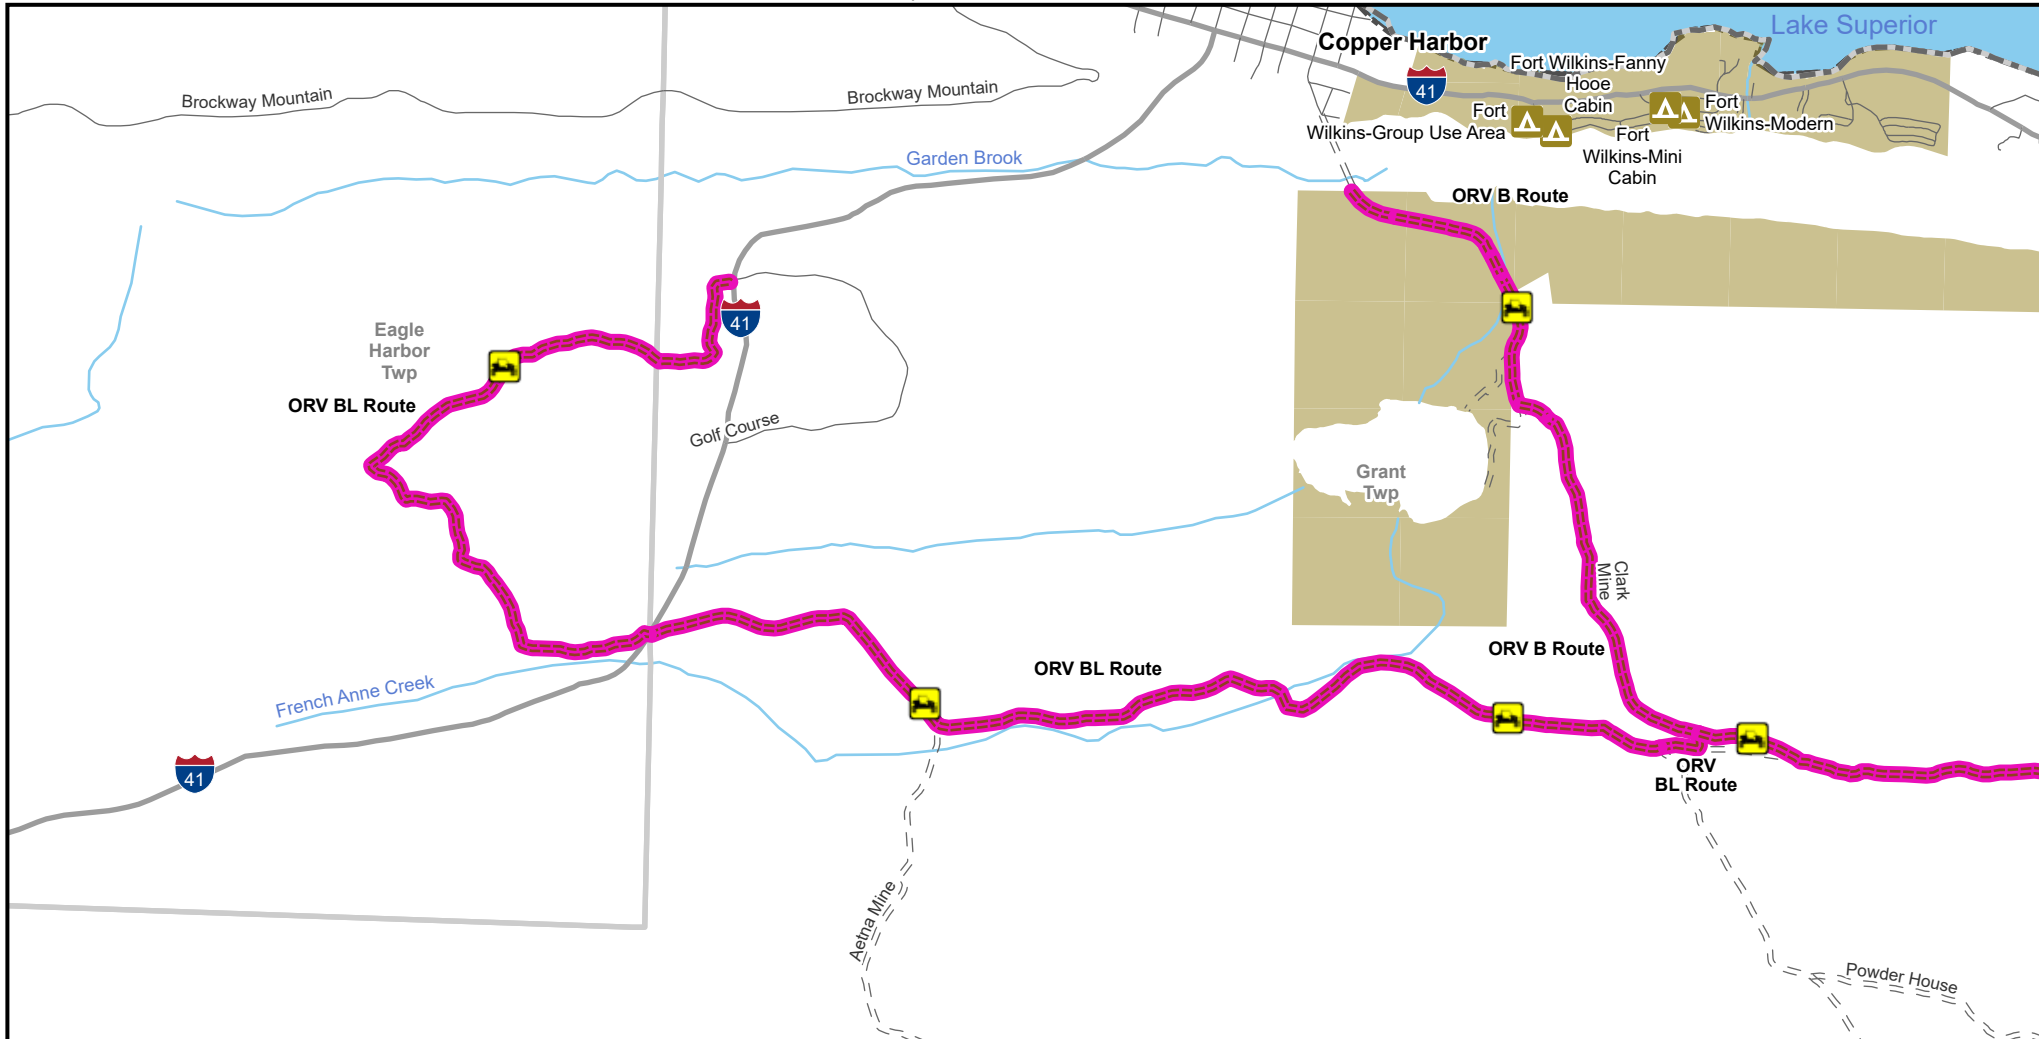 Lake Superior
Copper Harbor
Fort Wilkins-Fanny
Hooe
Cabin
41
Fort
Wilkins-Group Use Area
Fort
Wilkins-Modern
Fort
Wilkins-Mini
Cabin
Brockway Mountain
Brockway Mountain
Garden Brook
ORV B Route
41
Eagle
Harbor
Twp
ORV BL Route
Golf Course
Grant
Twp
Clark
Mine
ORV B Route
ORV BL Route
French Anne Creek
41
ORV
BL Route
Aetna Mine
Powder House